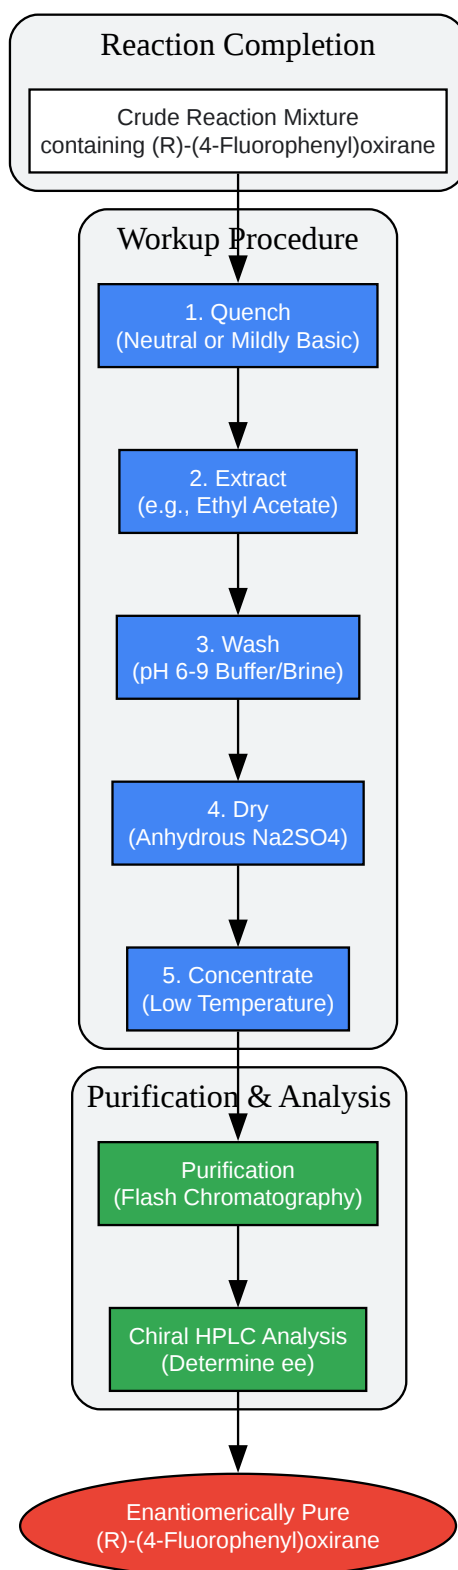 Reaction Completion
Crude Reaction Mixture
containing (R)-(4-Fluorophenyl)oxirane
Workup Procedure
1. Quench
(Neutral or Mildly Basic)
2. Extract
(e.g., Ethyl Acetate)
3. Wash
(pH 6-9 Buffer/Brine)
4. Dry
(Anhydrous Na2SO4)
5. Concentrate
(Low Temperature)
Purification & Analysis
Purification
(Flash Chromatography)
Chiral HPLC Analysis
(Determine ee)
Enantiomerically Pure
(R)-(4-Fluorophenyl)oxirane